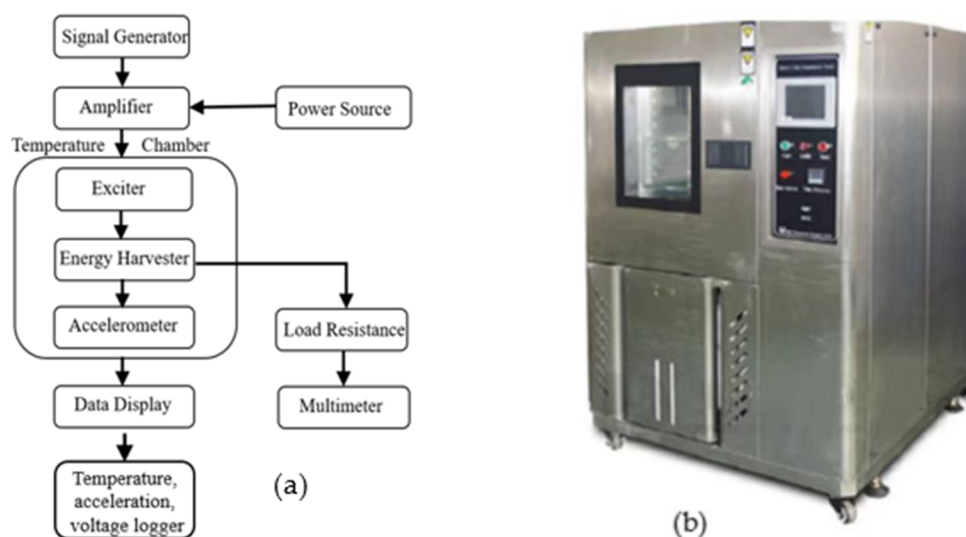 Signal Generator
Amplifier
Power Source
Temperature Chamber
Exciter
Energy Harvester
Accelerometer
Load Resistance
Data Display
Multimeter
Temperature,
acceleration,
voltage logger
(a)
(b)